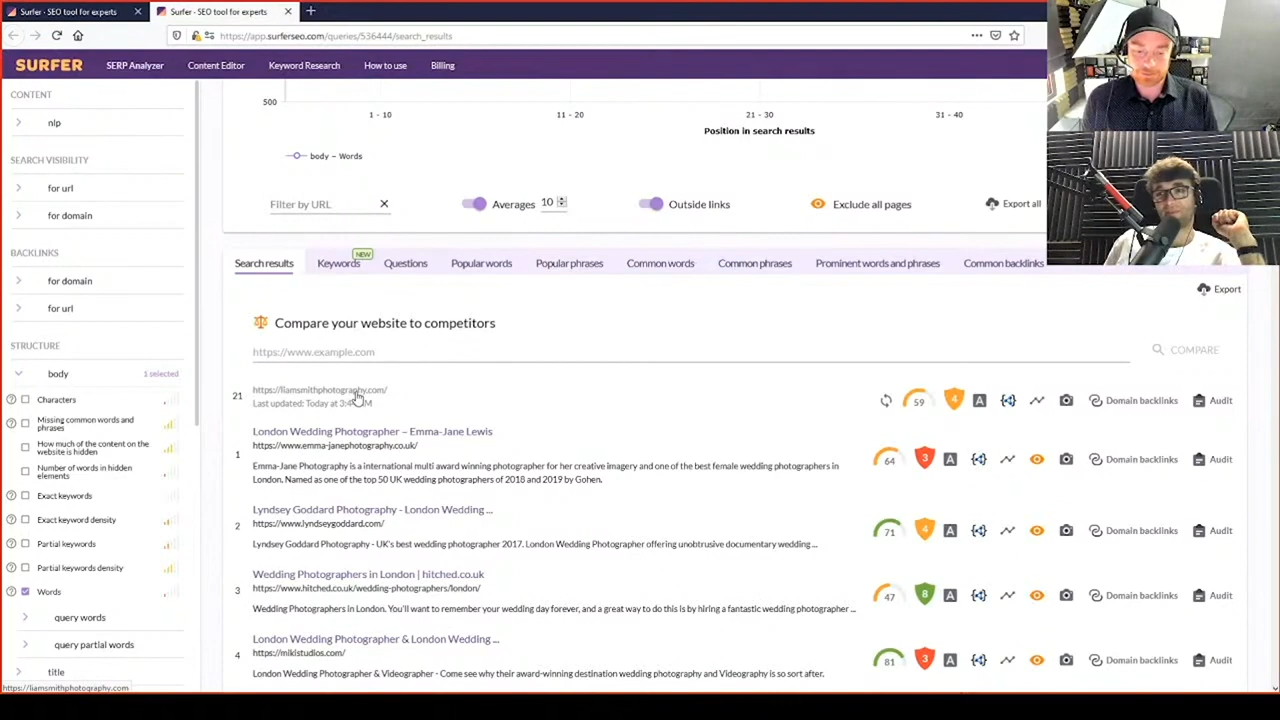 Surfer - SEO tool for experts
Surfer - SEO tool for experts
https://app.surferseo.com/queries/536444/search_results
SURFER
SERP Analyzer
Content Editor
Keyword Research
How to use
Billing
CONTENT
nlp
SEARCH VISIBILITY
for url
for domain
BACKLINKS
for domain
for url
STRUCTURE
body
1 selected
Characters
Missing common words and
phrases
How much of the content on the
website is hidden
Number of words in hidden
elements
Exact keywords
Exact keyword density
Partial keywords
Partial keywords density
Words
query words
query partial words
title
https://liamsmithphotography.com
500
1 - 10
11 - 20
21 - 30
31 - 40
Position in search results
body – Words
Filter by URL
Averages
10
Outside links
Exclude all pages
Export all
Search results
Keywords
NEW
Questions
Popular words
Popular phrases
Common words
Common phrases
Prominent words and phrases
Common backlinks
Export
Compare your website to competitors
https://www.example.com
COMPARE
21
https://liamsmithphotography.com/
Last updated: Today at 3:4 M
59
4
A
Domain backlinks
Audit
1
London Wedding Photographer – Emma-Jane Lewis
https://www.emma-janephotography.co.uk/
Emma-Jane Photography is a international multi award winning photographer for her creative imagery and one of the best female wedding photographers in
London. Named as one of the top 50 UK wedding photographers of 2018 and 2019 by Gohen.
64
3
A
Domain backlinks
Audit
2
Lyndsey Goddard Photography - London Wedding ...
https://www.lyndseygoddard.com/
Lyndsey Goddard Photography - UK's best wedding photographer 2017. London Wedding Photographer offering unobtrusive documentary wedding ...
71
4
A
Domain backlinks
Audit
3
Wedding Photographers in London | hitched.co.uk
https://www.hitched.co.uk/wedding-photographers/london/
Wedding Photographers in London. You'll want to remember your wedding day forever, and a great way to do this is by hiring a fantastic wedding photographer ...
47
8
A
Domain backlinks
Audit
4
London Wedding Photographer & London Wedding ...
https://mikistudios.com/
London Wedding Photographer & Videographer - Come see why their award-winning destination wedding photography and Videography is so sort after.
81
3
A
Domain backlinks
Audit